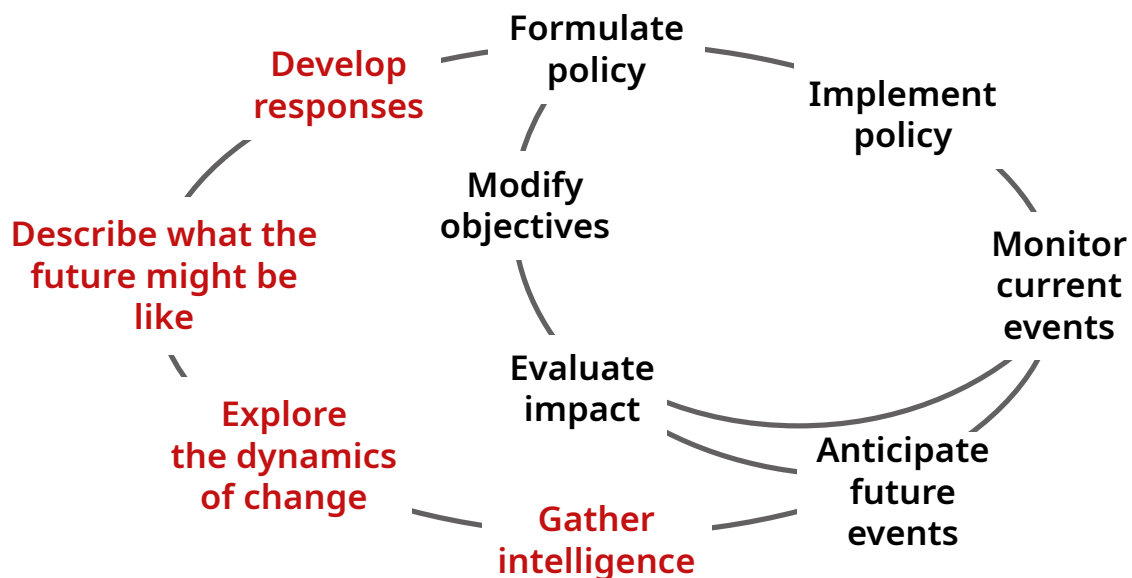 Formulate
policy
Implement
policy
Monitor
current
events
Anticipate
future
events
Gather
intelligence
Explore
the dynamics
of change
Describe what the
future might be
like
Develop
responses
Modify
objectives
Evaluate
impact